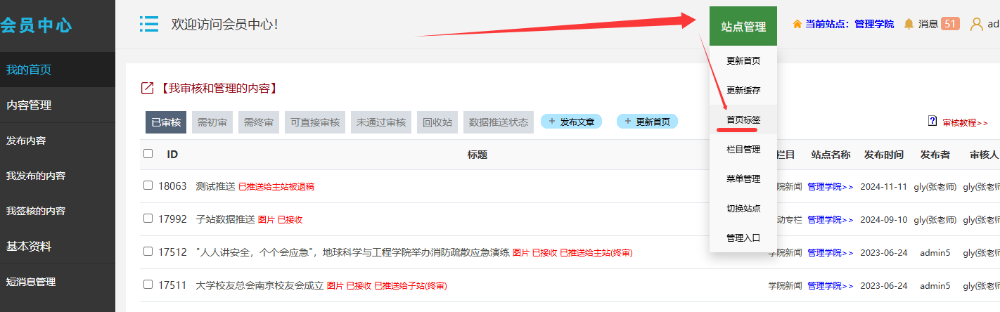 会员中心
欢迎访问会员中心！
站点管理
当前站点：管理学院
消息 51
ad
我的首页
内容管理
发布内容
我发布的内容
我签核的内容
基本资料
短消息管理
更新首页
更新缓存
首页标签
栏目管理
菜单管理
切换站点
管理入口
【我审核和管理的内容】
已审核 需初审 需终审 可直接审核 未通过审核 回收站 数据推送状态 + 发布文章 + 更新首页
? 审核教程>>
ID 标题 栏目 站点名称 发布时间 发布者 审核人
18063 测试推送 已推送给主站被退稿 院新闻 管理学院>> 2024-11-11 gly(张老师) gly(张老师
17992 子站数据推送 图片 已接收 动专栏 管理学院>> 2024-09-10 gly(张老师) gly(张老师
17512 "人人讲安全，个个会应急"，地球科学与工程学院举办消防疏散应急演练 图片 已接收 已推送给主站(终审) 学院新闻 管理学院>> 2023-06-24 admin5 gly(张老师
17511 大学校友总会南京校友会成立 图片 已接收 已推送给子站(终审) 学院新闻 管理学院>> 2023-06-24 admin5 gly(张老师